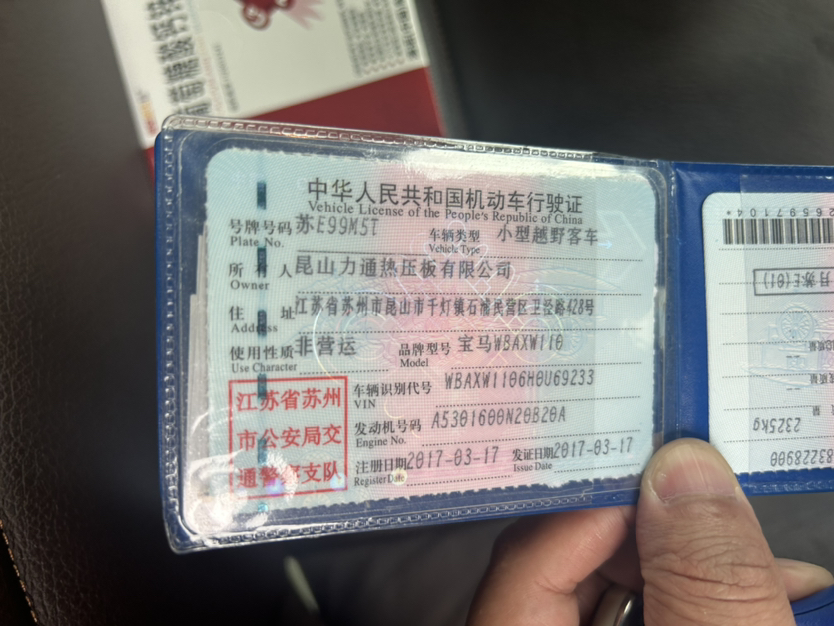 中华人民共和国机动车行驶证
Vehicle License of the People's Republic of China
号牌号码 苏E99M5T 车辆类型 小型越野客车
Plate No. Vehicle Type
所有人 昆山力通热压板有限公司
Owner
住址 江苏省苏州市昆山市千灯镇石浦民营区卫泾路428号
Address
使用性质 非营运 品牌型号 宝马WBAXW110
Use Character Model
江苏省苏州
市公安局交
通警察支队
车辆识别代号 WBAXW1106H0U69233
VIN
发动机号码 A5301600N20B20A
Engine No.
注册日期 2017-03-17 发证日期 2017-03-17
Register Date Issue Date
2325kg
83228900